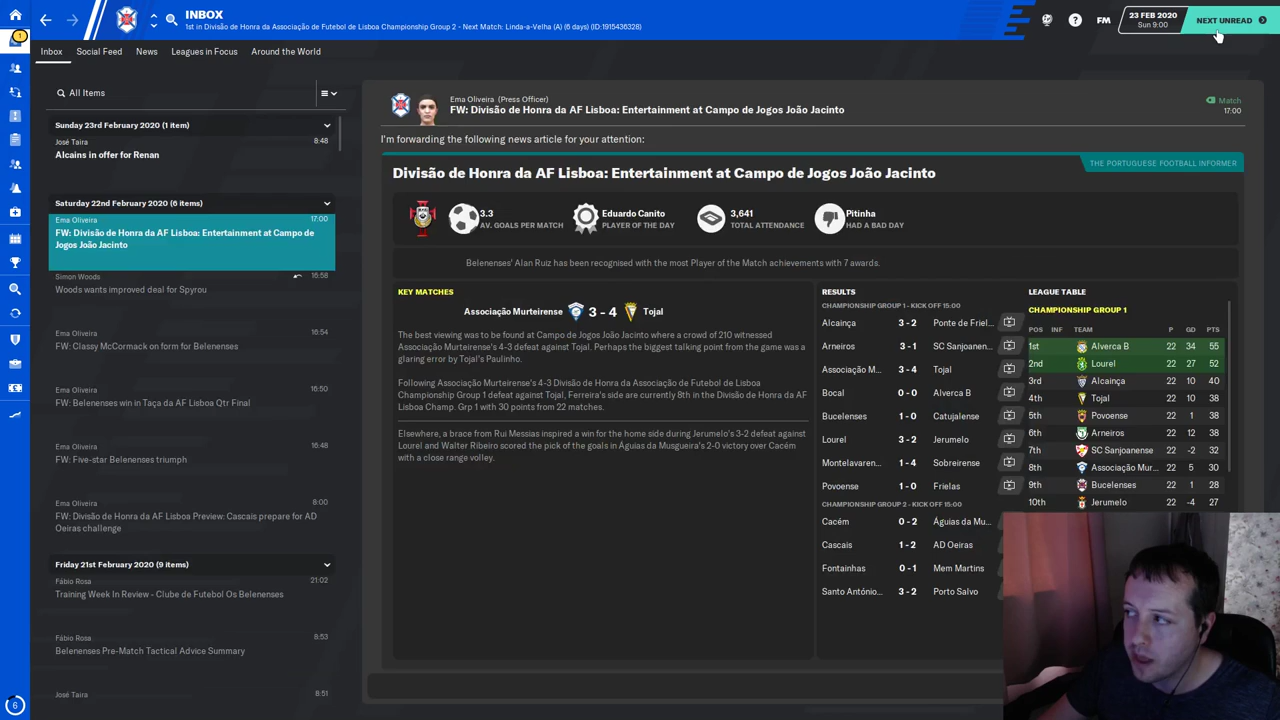 INBOX
1st in Divisão de Honra da Associação de Futebol de Lisboa Championship Group 2 - Next Match: Linda-a-Velha (A) (6 days) (ID:1915436328)
FM
23 FEB 2020
Sun 9:00
NEXT UNREAD
1
Inbox
Social Feed
News
Leagues in Focus
Around the World
All Items
Sunday 23rd February 2020 (1 item)
José Taira 8:48
Alcains in offer for Renan
Saturday 22nd February 2020 (6 items)
Ema Oliveira 17:00
FW: Divisão de Honra da AF Lisboa: Entertainment at Campo de
Jogos João Jacinto
Simon Woods 16:58
Woods wants improved deal for Spyrou
Ema Oliveira 16:54
FW: Classy McCormack on form for Belenenses
Ema Oliveira 16:50
FW: Belenenses win in Taça da AF Lisboa Qtr Final
Ema Oliveira 16:48
FW: Five-star Belenenses triumph
Ema Oliveira 8:00
FW: Divisão de Honra da AF Lisboa Preview: Cascais prepare for AD
Oeiras challenge
Friday 21st February 2020 (9 items)
Fábio Rosa 21:02
Training Week In Review - Clube de Futebol Os Belenenses
Fábio Rosa 8:53
Belenenses Pre-Match Tactical Advice Summary
José Taira 8:51
6
Ema Oliveira (Press Officer)
FW: Divisão de Honra da AF Lisboa: Entertainment at Campo de Jogos João Jacinto
Match
17:00
I'm forwarding the following news article for your attention:
THE PORTUGUESE FOOTBALL INFORMER
Divisão de Honra da AF Lisboa: Entertainment at Campo de Jogos João Jacinto
3.3
AV. GOALS PER MATCH
Eduardo Canito
PLAYER OF THE DAY
3,641
TOTAL ATTENDANCE
Pitinha
HAD A BAD DAY
Belenenses' Alan Ruiz has been recognised with the most Player of the Match achievements with 7 awards.
KEY MATCHES
Associação Murteirense 3 - 4 Tojal
The best viewing was to be found at Campo de Jogos João Jacinto where a crowd of 210 witnessed
Associação Murteirense's 4-3 defeat against Tojal. Perhaps the biggest talking point from the game was a
glaring error by Tojal's Paulinho.
Following Associação Murteirense's 4-3 Divisão de Honra da Associação de Futebol de Lisboa
Championship Group 1 defeat against Tojal, Ferreira's side are currently 8th in the Divisão de Honra da AF
Lisboa Champ. Grp 1 with 30 points from 22 matches.
Elsewhere, a brace from Rui Messias inspired a win for the home side during Jerumelo's 3-2 defeat against
Lourel and Walter Ribeiro scored the pick of the goals in Águias da Musgueira's 2-0 victory over Cacém
with a close range volley.
RESULTS
CHAMPIONSHIP GROUP 1 - KICK OFF 15:00
Alcainça 3 - 2 Ponte de Friel...
Arneiros 3 - 1 SC Sanjoanen...
Associação M... 3 - 4 Tojal
Bocal 0 - 0 Alverca B
Bucelenses 1 - 0 Catujalense
Lourel 3 - 2 Jerumelo
Montelavaren... 1 - 4 Sobreirense
Povoense 1 - 0 Frielas
CHAMPIONSHIP GROUP 2 - KICK OFF 15:00
Cacém 0 - 2 Águias da Mu...
Cascais 1 - 2 AD Oeiras
Fontainhas 0 - 1 Mem Martins
Santo António... 3 - 2 Porto Salvo
LEAGUE TABLE
CHAMPIONSHIP GROUP 1
POS INF TEAM P GD PTS
1st Alverca B 22 34 55
2nd Lourel 22 27 52
3rd Alcainça 22 10 40
4th Tojal 22 10 38
5th Povoense 22 1 38
6th Arneiros 22 12 38
7th SC Sanjoanense 22 -2 32
8th Associação Mur... 22 5 30
9th Bucelenses 22 1 28
10th Jerumelo 22 -4 27